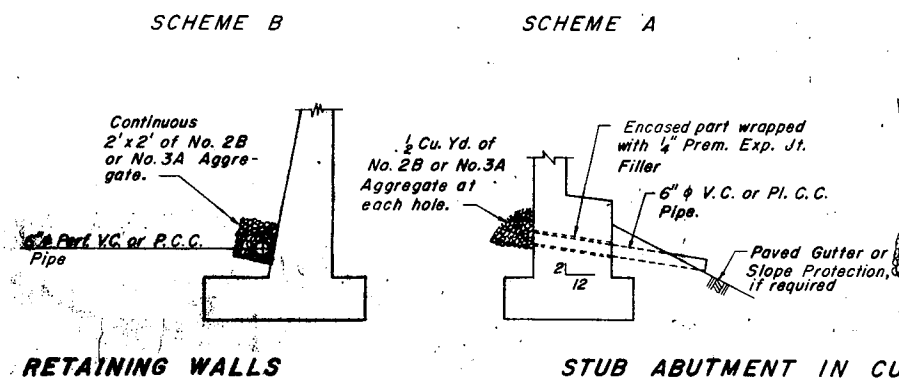 SCHEME B
SCHEME A
Continuous
2' x 2' of No. 2B
or No. 3A Aggre-
gate.
6" ɸ Perf. V.C. or P.C.C.
Pipe
½ Cu. Yd. of
No. 2B or No. 3A
Aggregate at
each hole.
Encased part wrapped
with ¼" Prem. Exp. Jt.
Filler
6" ɸ V.C. or Pl. C.C.
Pipe.
Paved Gutter or
Slope Protection,
if required
2
12
RETAINING WALLS
STUB ABUTMENT IN CU